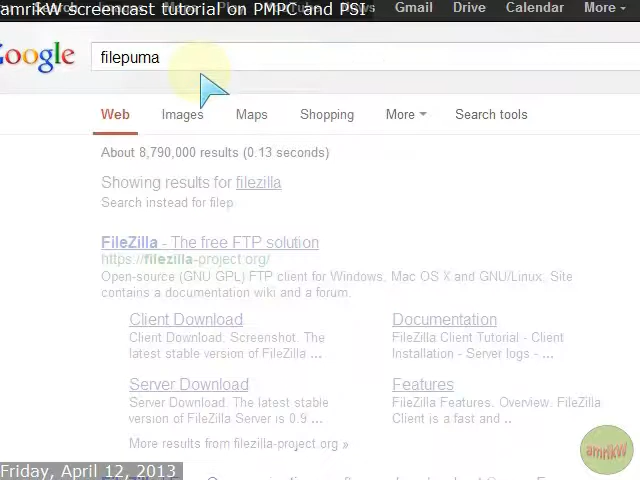 amrikW Screencast tutorial on PMPC and PSI
Gmail Drive Calendar More
Google
filepuma
Web Images Maps Shopping More Search tools
About 8,790,000 results (0.13 seconds)
Showing results for filezilla
Search instead for filep
FileZilla - The free FTP solution
https://filezilla-project.org/
Open-source (GNU GPL) FTP client for Windows, Mac OS X and GNU/Linux. Site
contains a documentation wiki and a forum.
Client Download
Client Download. Screenshot. The
latest stable version of FileZilla ...
Documentation
FileZilla Client Tutorial - Client
Installation - Server logs - ...
Server Download
Server Download. The latest stable
version of FileZilla Server is 0.9 ...
Features
FileZilla Features. Overview. FileZilla
Client is a fast and ..
More results from filezilla-project.org »
amrikW
Friday, April 12, 2013